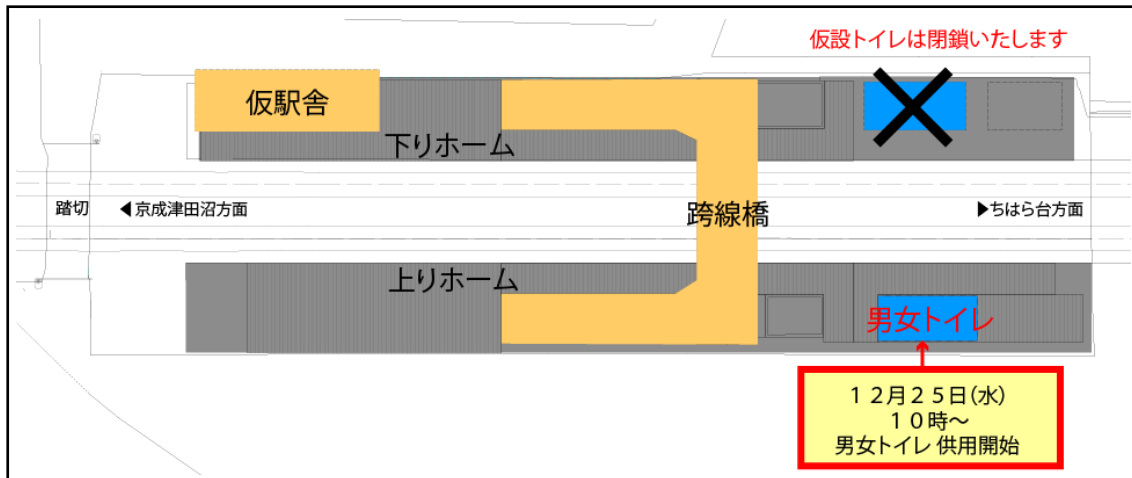 仮設トイレは閉鎖いたします
仮駅舎
下りホーム
踏切
◀京成津田沼方面
跨線橋
▶ちはら台方面
上りホーム
男女トイレ
１２月２５日(水)
１０時～
男女トイレ 供用開始